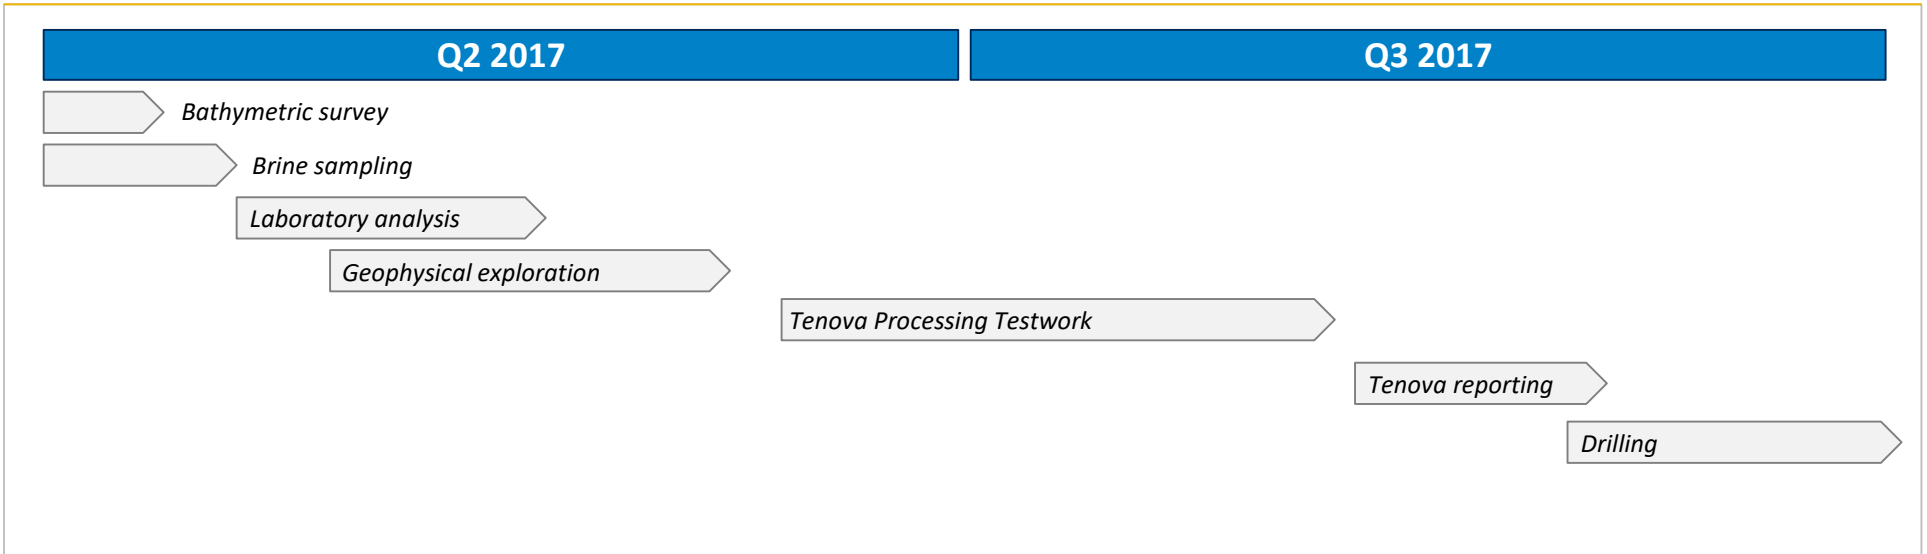 Q2 2017
Q3 2017
Bathymetric survey
Brine sampling
Laboratory analysis
Geophysical exploration
Tenova Processing Testwork
Tenova reporting
Drilling